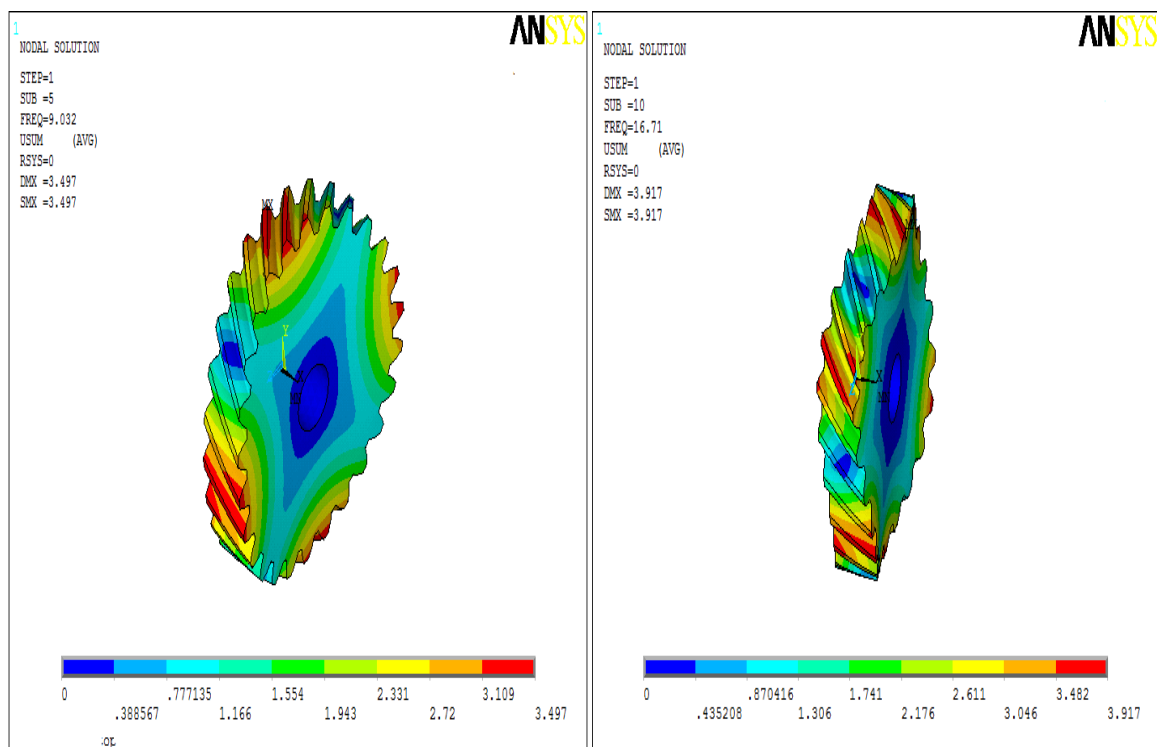 1
ANSYS
NODAL SOLUTION
STEP=1
SUB =5
FREQ=9.032
USUM (AVG)
RSYS=0
DMX =3.497
SMX =3.497
MX
Y
X
MN
0 .777135 1.554 2.331 3.109
.388567 1.166 1.943 2.72 3.497
1
ANSYS
NODAL SOLUTION
STEP=1
SUB =10
FREQ=16.71
USUM (AVG)
RSYS=0
DMX =3.917
SMX =3.917
X
0 .870416 1.741 2.611 3.482
.435208 1.306 2.176 3.046 3.917